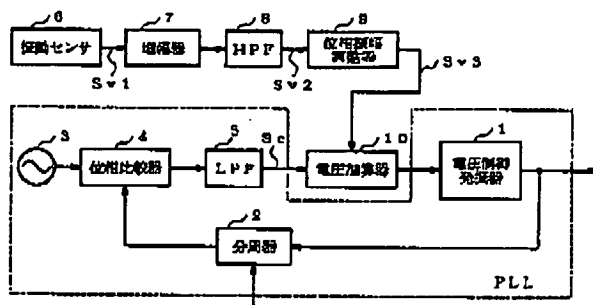 6
振動センサ
Sv1
7
増幅器
8
HPF
Sv2
9
位相振幅
調整器
Sv3
3
4
位相比較器
5
LPF
Sc
10
電圧加算器
1
電圧制御
発振器
2
分周器
PLL